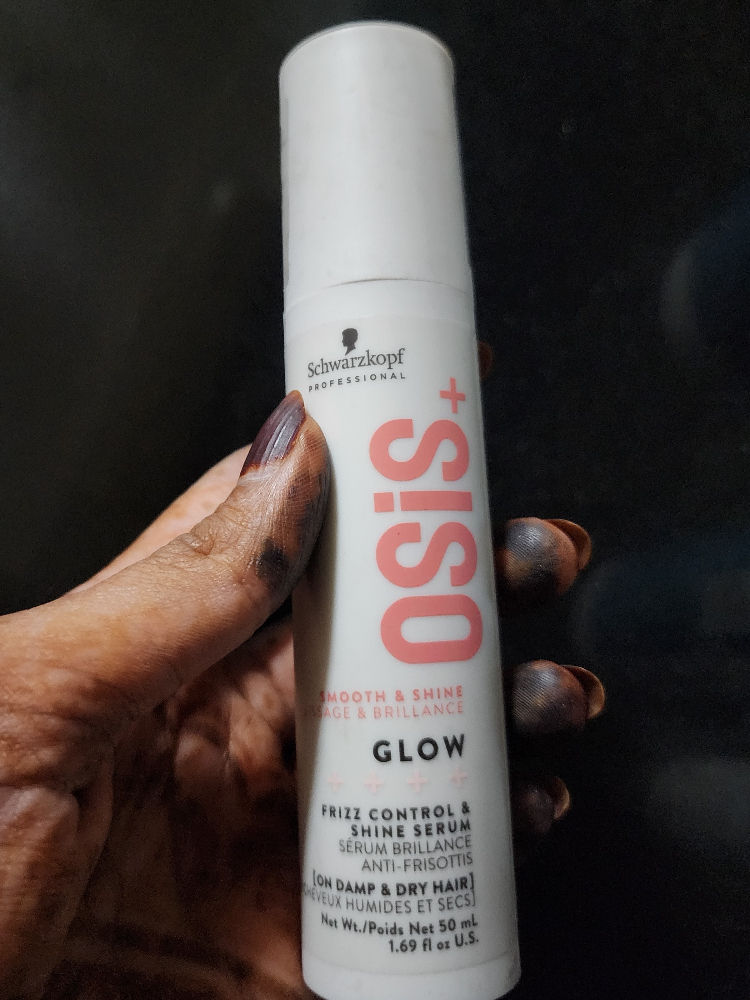 Schwarzkopf
PROFESSIONAL
OSiS+
SMOOTH & SHINE
& BRILLANCE
GLOW
FRIZZ CONTROL &
SHINE SERUM
SÉRUM BRILLANCE
ANTI-FRISOTTIS
[ON DAMP & DRY HAIR]
CHEVEUX HUMIDES ET SECS]
Net Wt./Poids Net 50 mL
1.69 fl oz U.S.